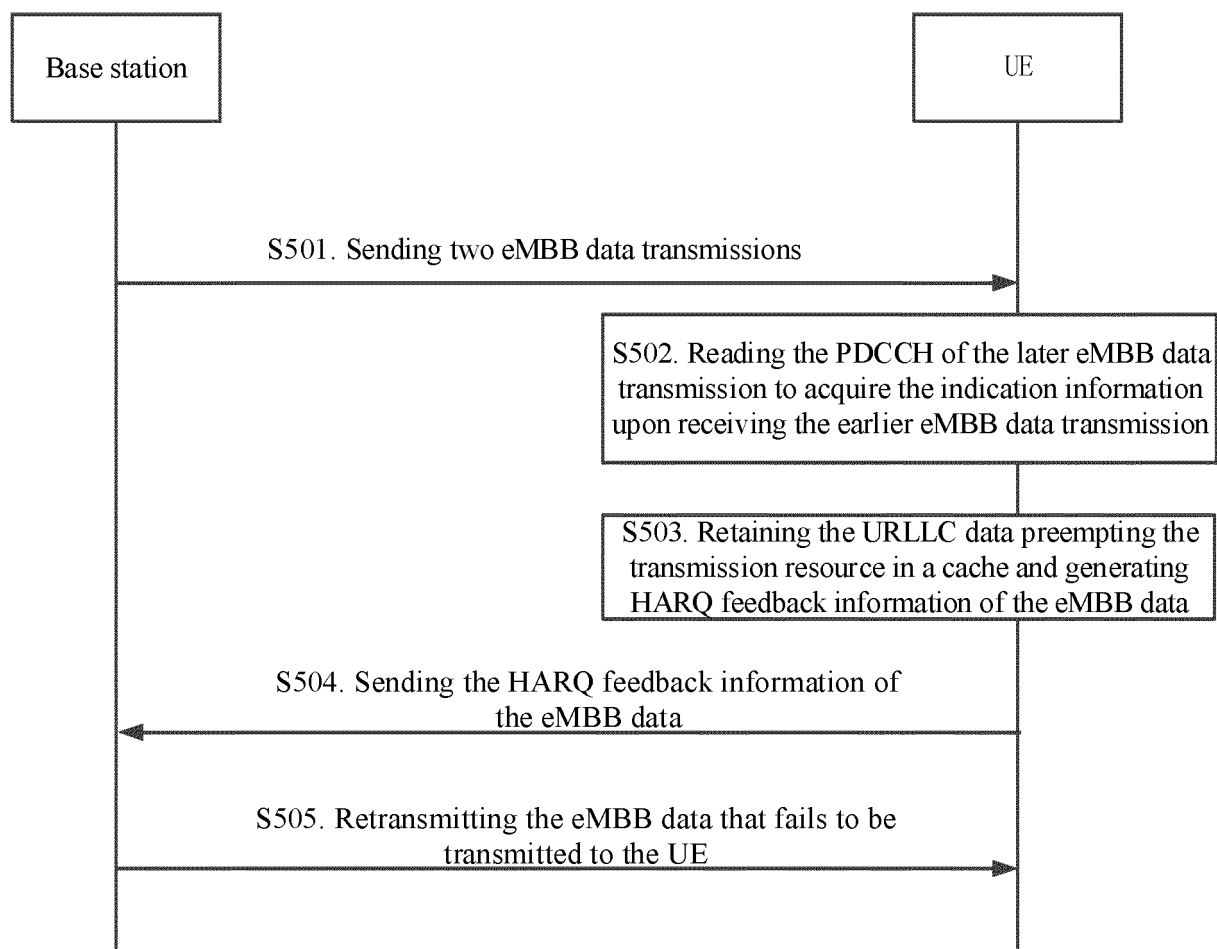 Base station
UE
S501. Sending two eMBB data transmissions
S502. Reading the PDCCH of the later eMBB data
transmission to acquire the indication information
upon receiving the earlier eMBB data transmission
S503. Retaining the URLLC data preempting the
transmission resource in a cache and generating
HARQ feedback information of the eMBB data
S504. Sending the HARQ feedback information of
the eMBB data
S505. Retransmitting the eMBB data that fails to be
transmitted to the UE